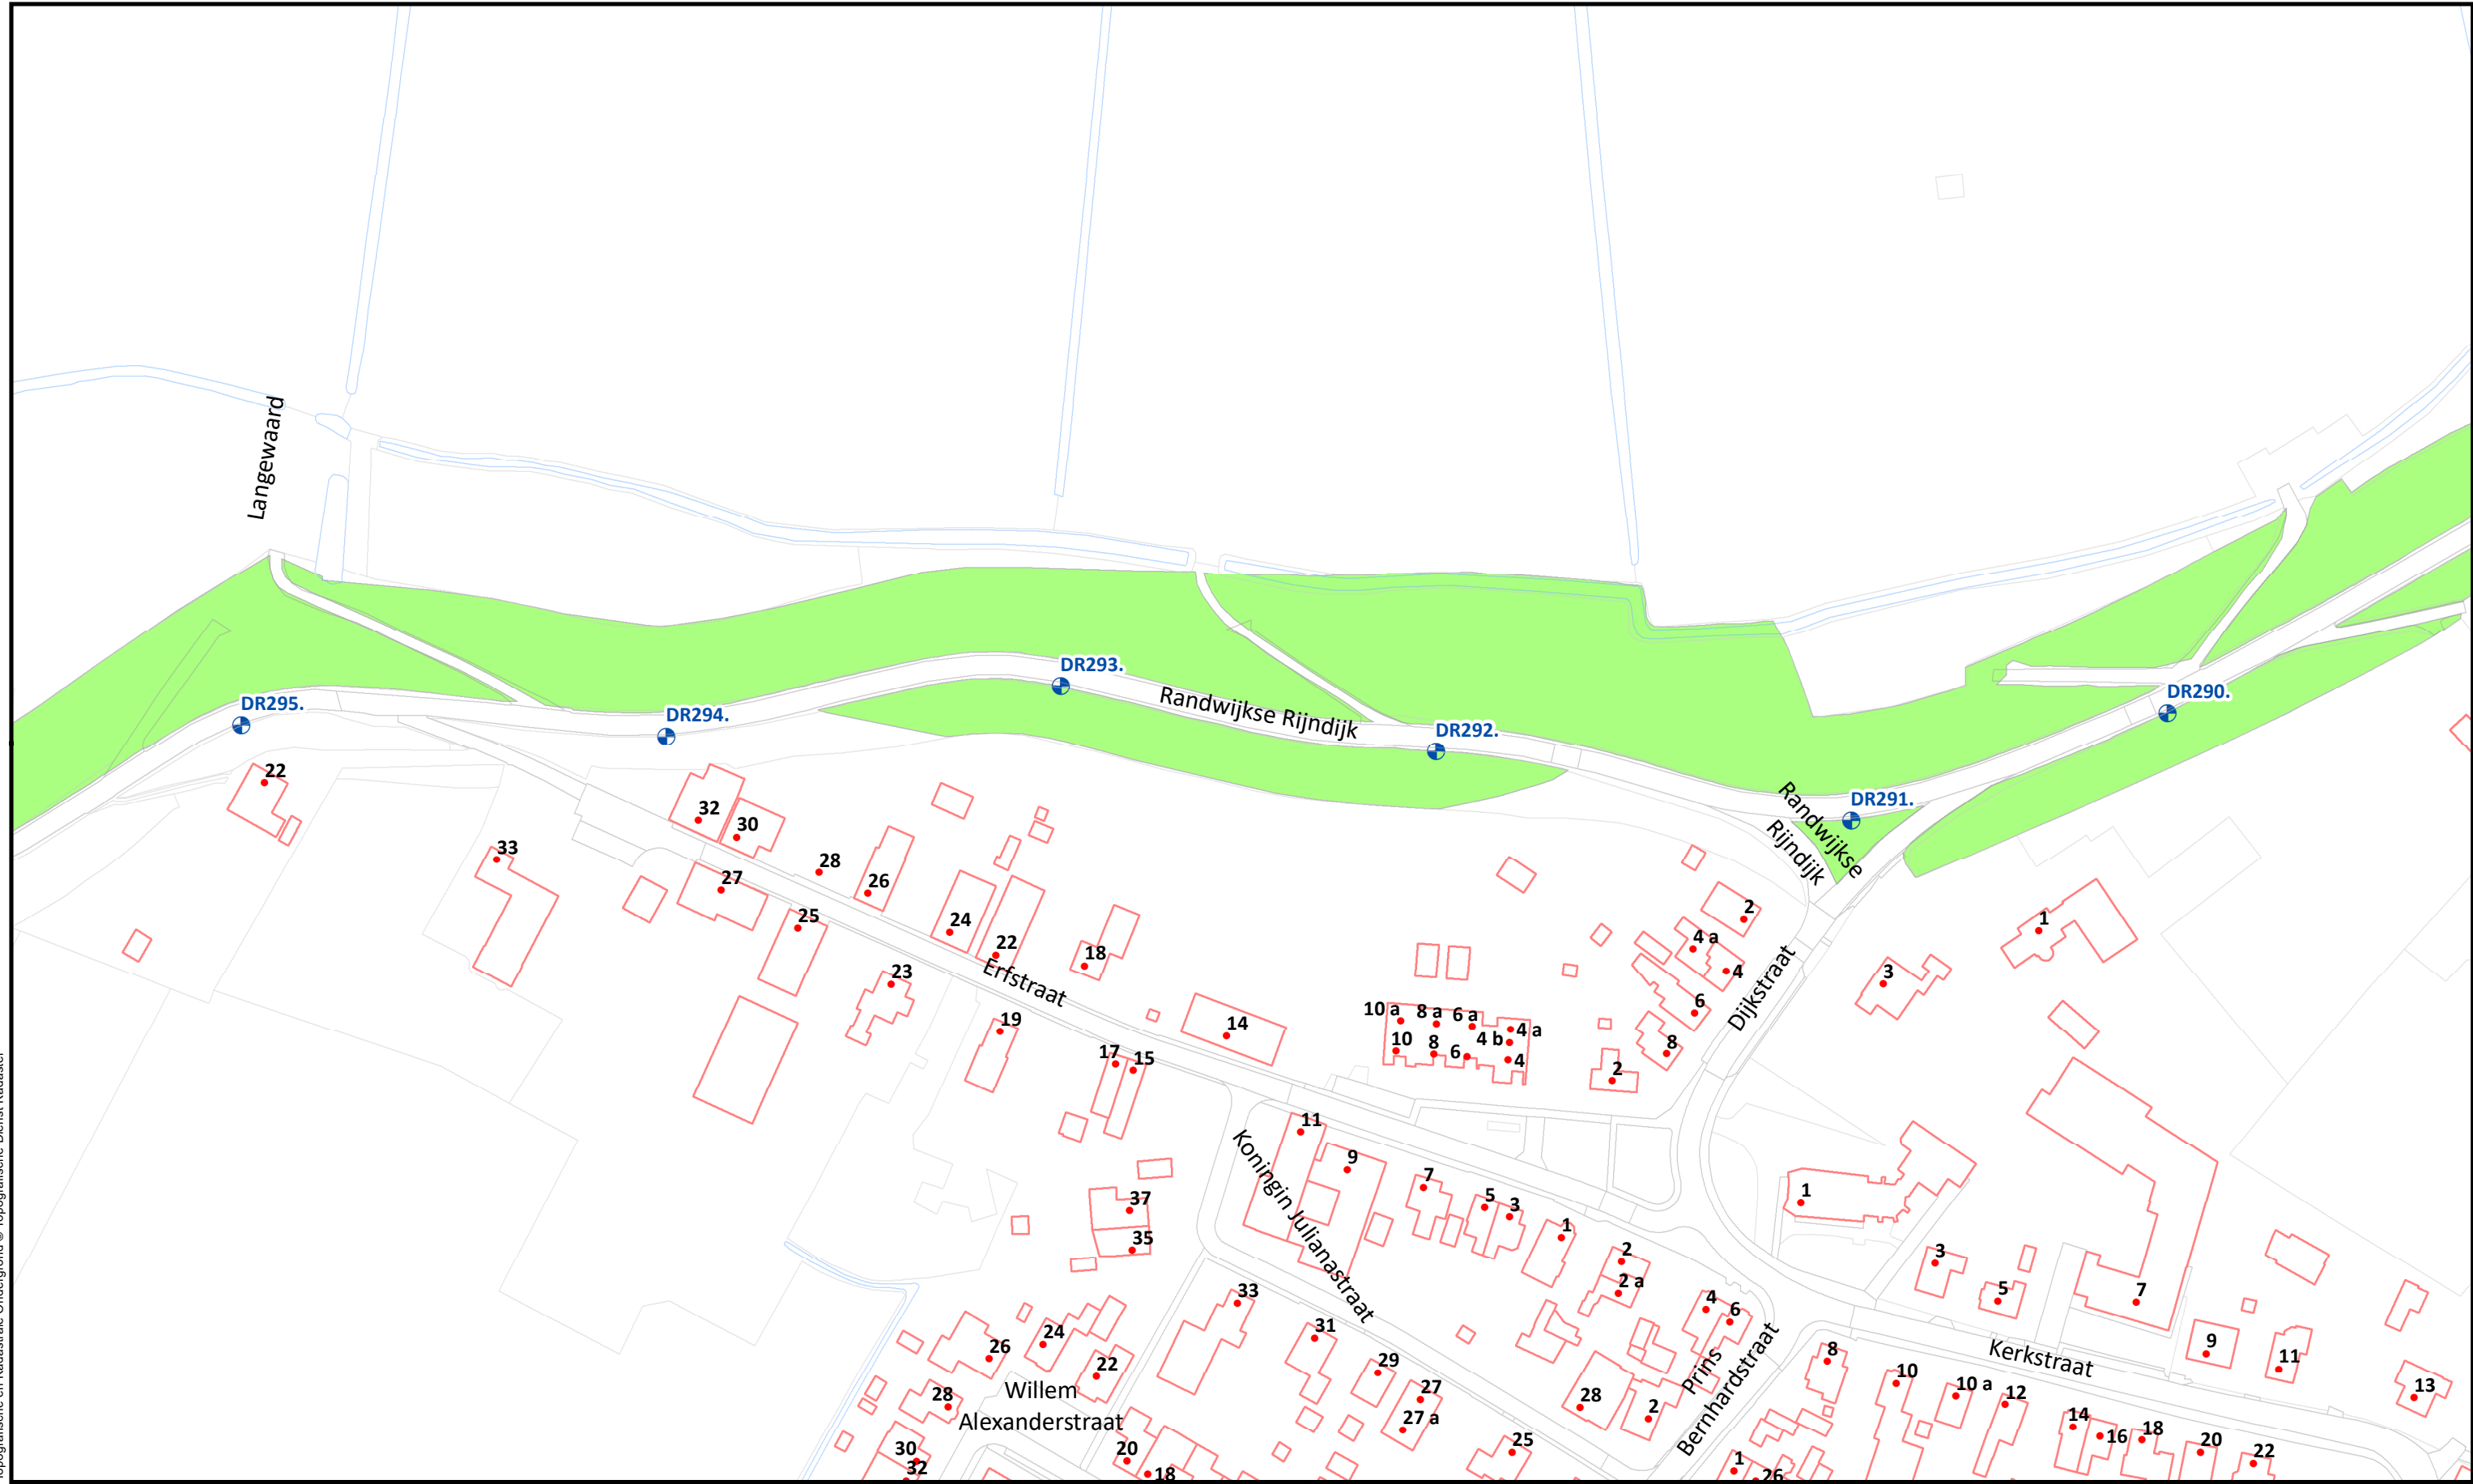 Langewaard
DR295.
DR294.
DR293.
Randwijkse Rijndijk
DR292.
DR291.
DR290.
Randwijkse
Rijndijk
22
33
32
30
28
26
27
25
24
22
18
23
19
17
15
14
Erfstraat
10 a
8 a
6 a
4 a
10
8
6
4 b
4
2
4 a
4
6
8
2
Dijkstraat
1
3
11
9
7
5
3
1
2
2 a
4
6
Koningin Julianastraat
37
35
33
31
29
27
27 a
25
28
2
Prins
Bernhardstraat
1
3
5
7
9
11
13
Kerkstraat
8
10
10 a
12
14
16
18
20
22
1
26
26
24
22
28
Willem
Alexanderstraat
30
32
20
18